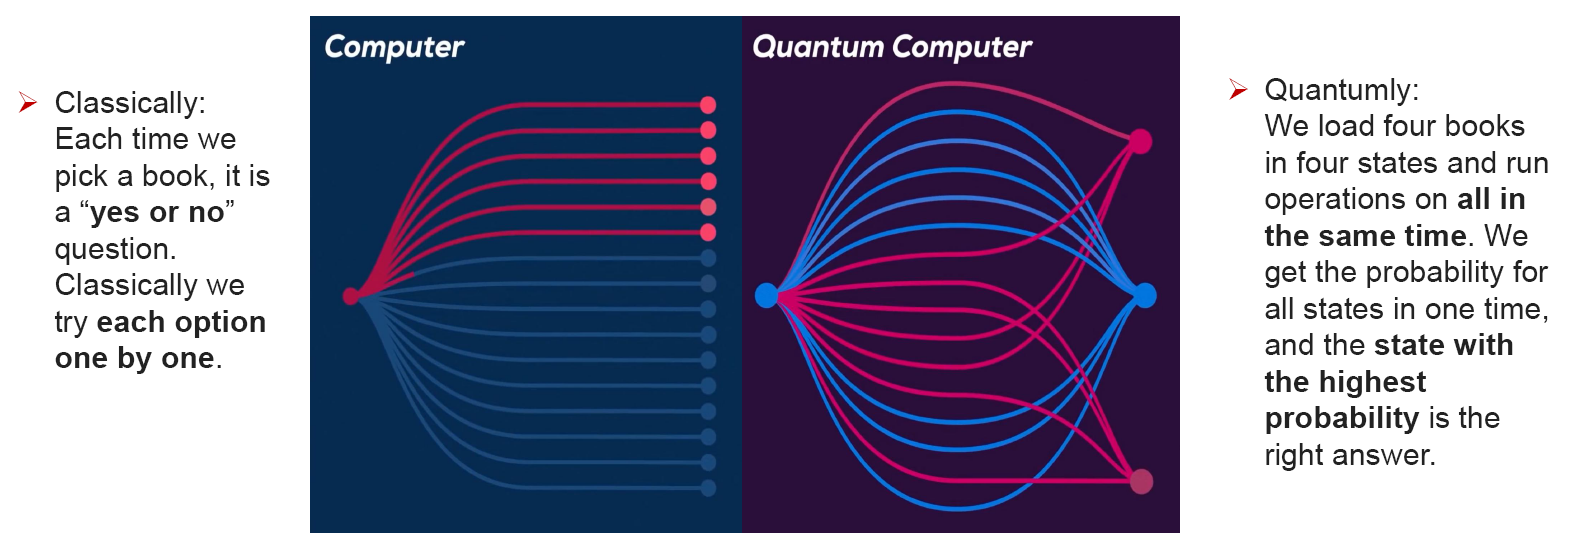 Computer
Quantum Computer
➢ Classically:
Each time we
pick a book, it is
a “yes or no”
question.
Classically we
try each option
one by one.
➢ Quantumly:
We load four books
in four states and run
operations on all in
the same time. We
get the probability for
all states in one time,
and the state with
the highest
probability is the
right answer.